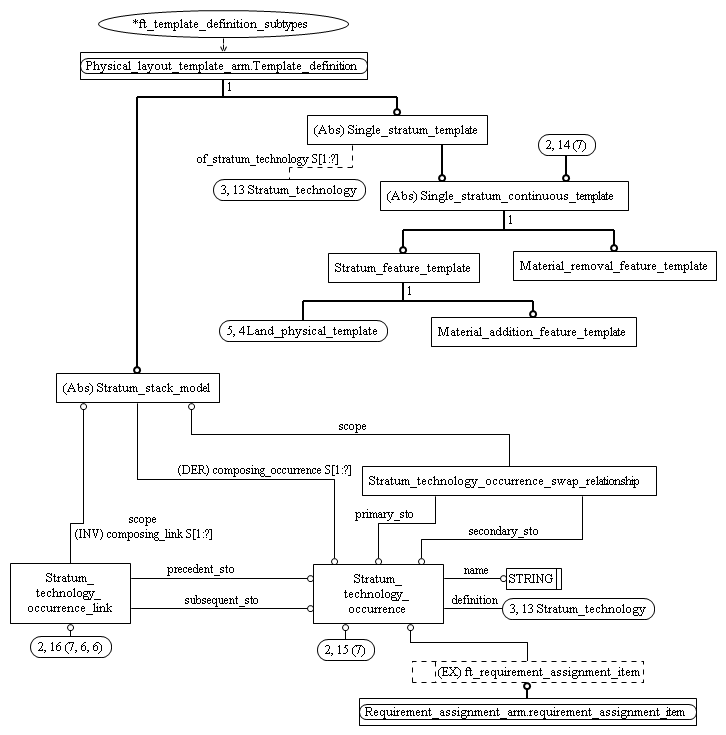 *ft_template_definition_subtypes
Physical_layout_template_arm.Template_definition
1
(Abs) Single_stratum_template
of_stratum_technology S[1:?]
2, 14 (7)
3, 13 Stratum_technology
(Abs) Single_stratum_continuous_template
1
Stratum_feature_template
Material_removal_feature_template
1
5, 4 Land_physical_template
Material_addition_feature_template
(Abs) Stratum_stack_model
scope
(DER) composing_occurrence S[1:?]
Stratum_technology_occurrence_swap_relationship
primary_sto
scope
(INV) composing_link S[1:?]
secondary_sto
Stratum_
technology_
occurrence_link
precedent_sto
subsequent_sto
Stratum_
technology_
occurrence
name
STRING
definition
3, 13 Stratum_technology
2, 16 (7, 6, 6)
2, 15 (7)
(EX) ft_requirement_assignment_item
Requirement_assignment_arm.requirement_assignment_item